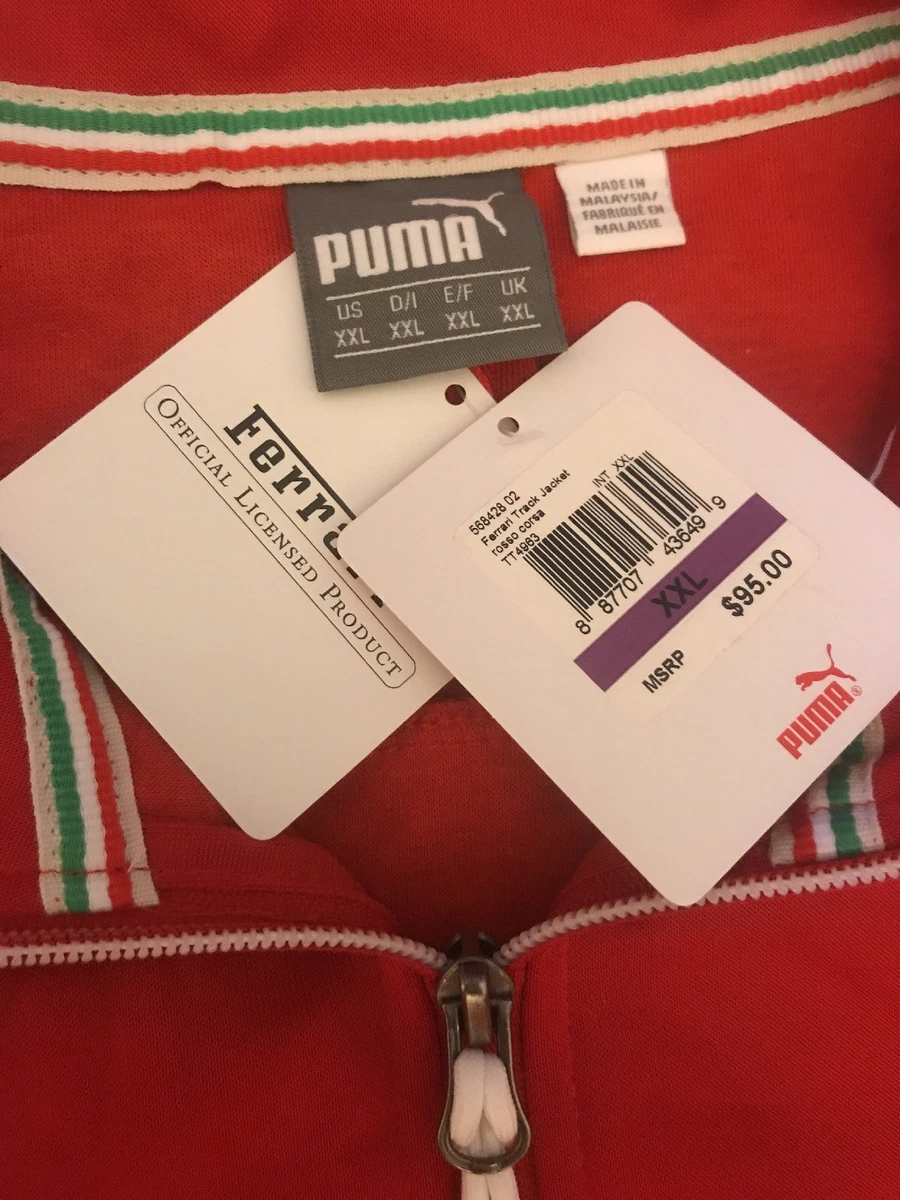 PUMA
US D/I E/F UK
XXL XXL XXL XXL
MADE IN
MALAYSIA/
FABRIQUÉ EN
MALAISIE
OFFICIAL LICENSED PRODUCT
568428 02
Ferrari Track Jacket
rosso corsa
TT4963
INT XXL
8 87707 43649 9
XXL
MSRP $95.00
PUMA®